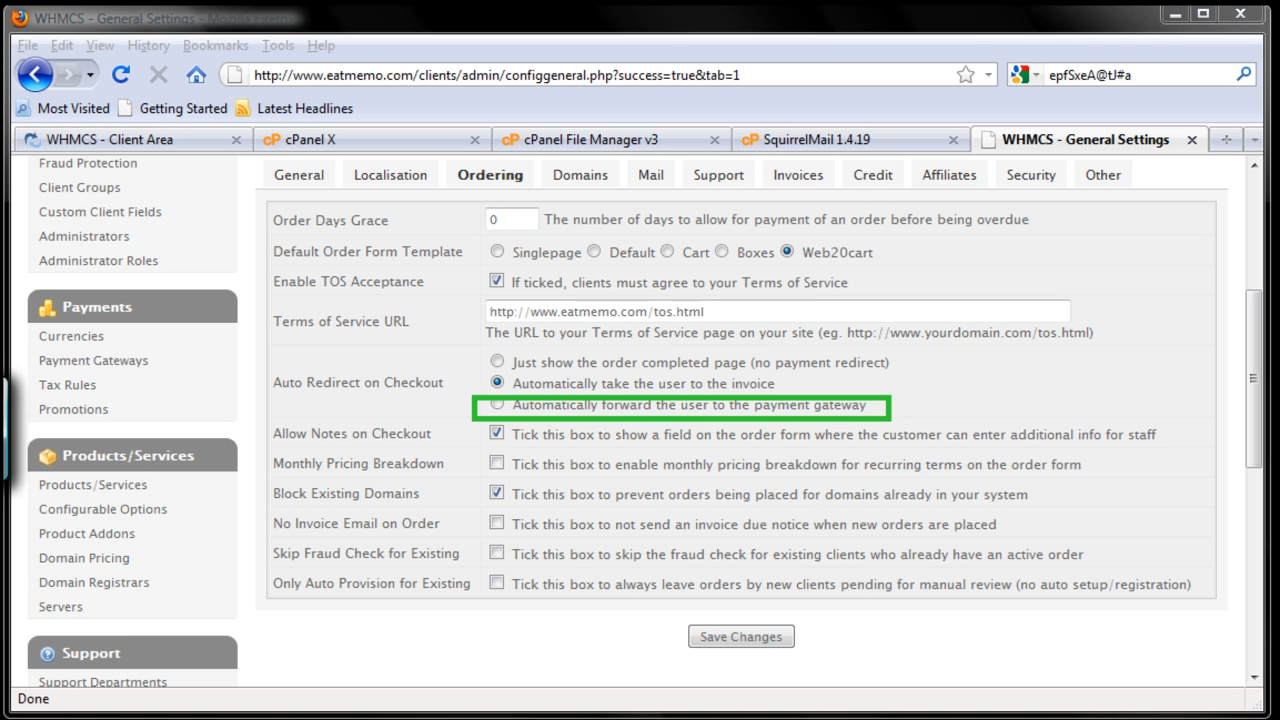 WHMCS - General Settings - Mozilla Firefox
File Edit View History Bookmarks Tools Help
http://www.eatmemo.com/clients/admin/configgeneral.php?success=true&tab=1
epfSxeA@tJ#a
Most Visited Getting Started Latest Headlines
WHMCS - Client Area
cP cPanel X
cP cPanel File Manager v3
cP SquirrelMail 1.4.19
WHMCS - General Settings
Fraud Protection
Client Groups
Custom Client Fields
Administrators
Administrator Roles
Payments
Currencies
Payment Gateways
Tax Rules
Promotions
Products/Services
Products/Services
Configurable Options
Product Addons
Domain Pricing
Domain Registrars
Servers
Support
Support Departments
General Localisation Ordering Domains Mail Support Invoices Credit Affiliates Security Other
Order Days Grace 0 The number of days to allow for payment of an order before being overdue
Default Order Form Template Singlepage Default Cart Boxes Web20cart
Enable TOS Acceptance If ticked, clients must agree to your Terms of Service
Terms of Service URL http://www.eatmemo.com/tos.html
The URL to your Terms of Service page on your site (eg. http://www.yourdomain.com/tos.html)
Auto Redirect on Checkout Just show the order completed page (no payment redirect)
Automatically take the user to the invoice
Automatically forward the user to the payment gateway
Allow Notes on Checkout Tick this box to show a field on the order form where the customer can enter additional info for staff
Monthly Pricing Breakdown Tick this box to enable monthly pricing breakdown for recurring terms on the order form
Block Existing Domains Tick this box to prevent orders being placed for domains already in your system
No Invoice Email on Order Tick this box to not send an invoice due notice when new orders are placed
Skip Fraud Check for Existing Tick this box to skip the fraud check for existing clients who already have an active order
Only Auto Provision for Existing Tick this box to always leave orders by new clients pending for manual review (no auto setup/registration)
Save Changes
Done